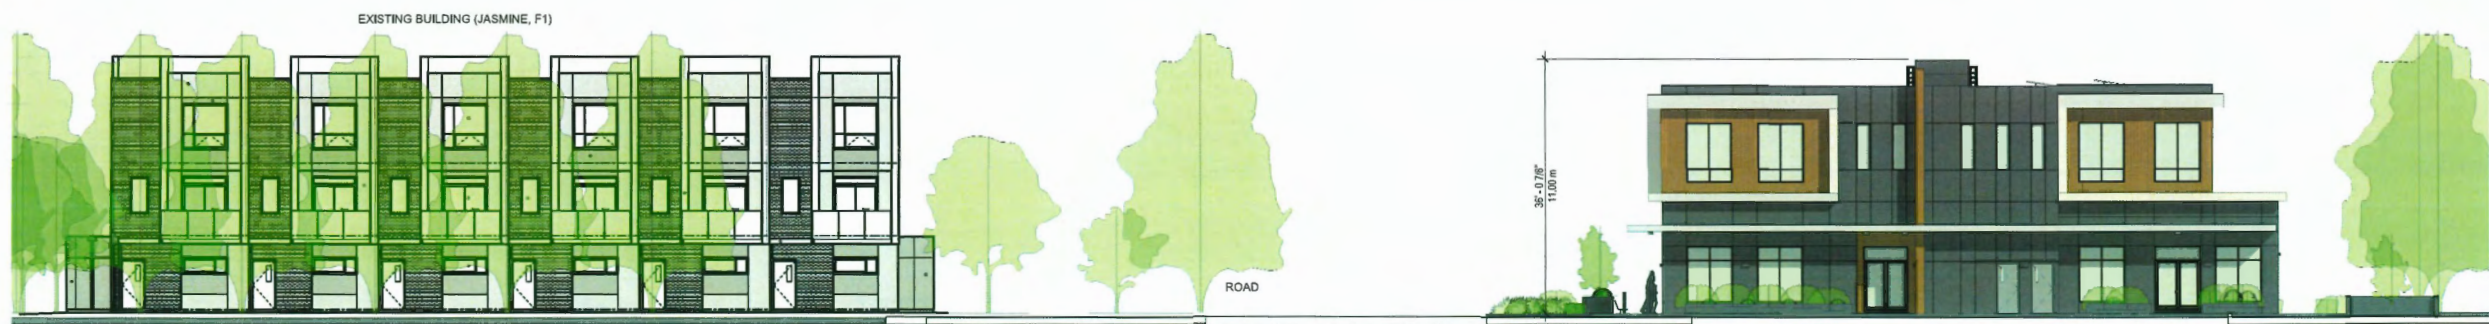 EXISTING BUILDING (JASMINE, F1)
36' - 0 7/8"
11.00 m
ROAD